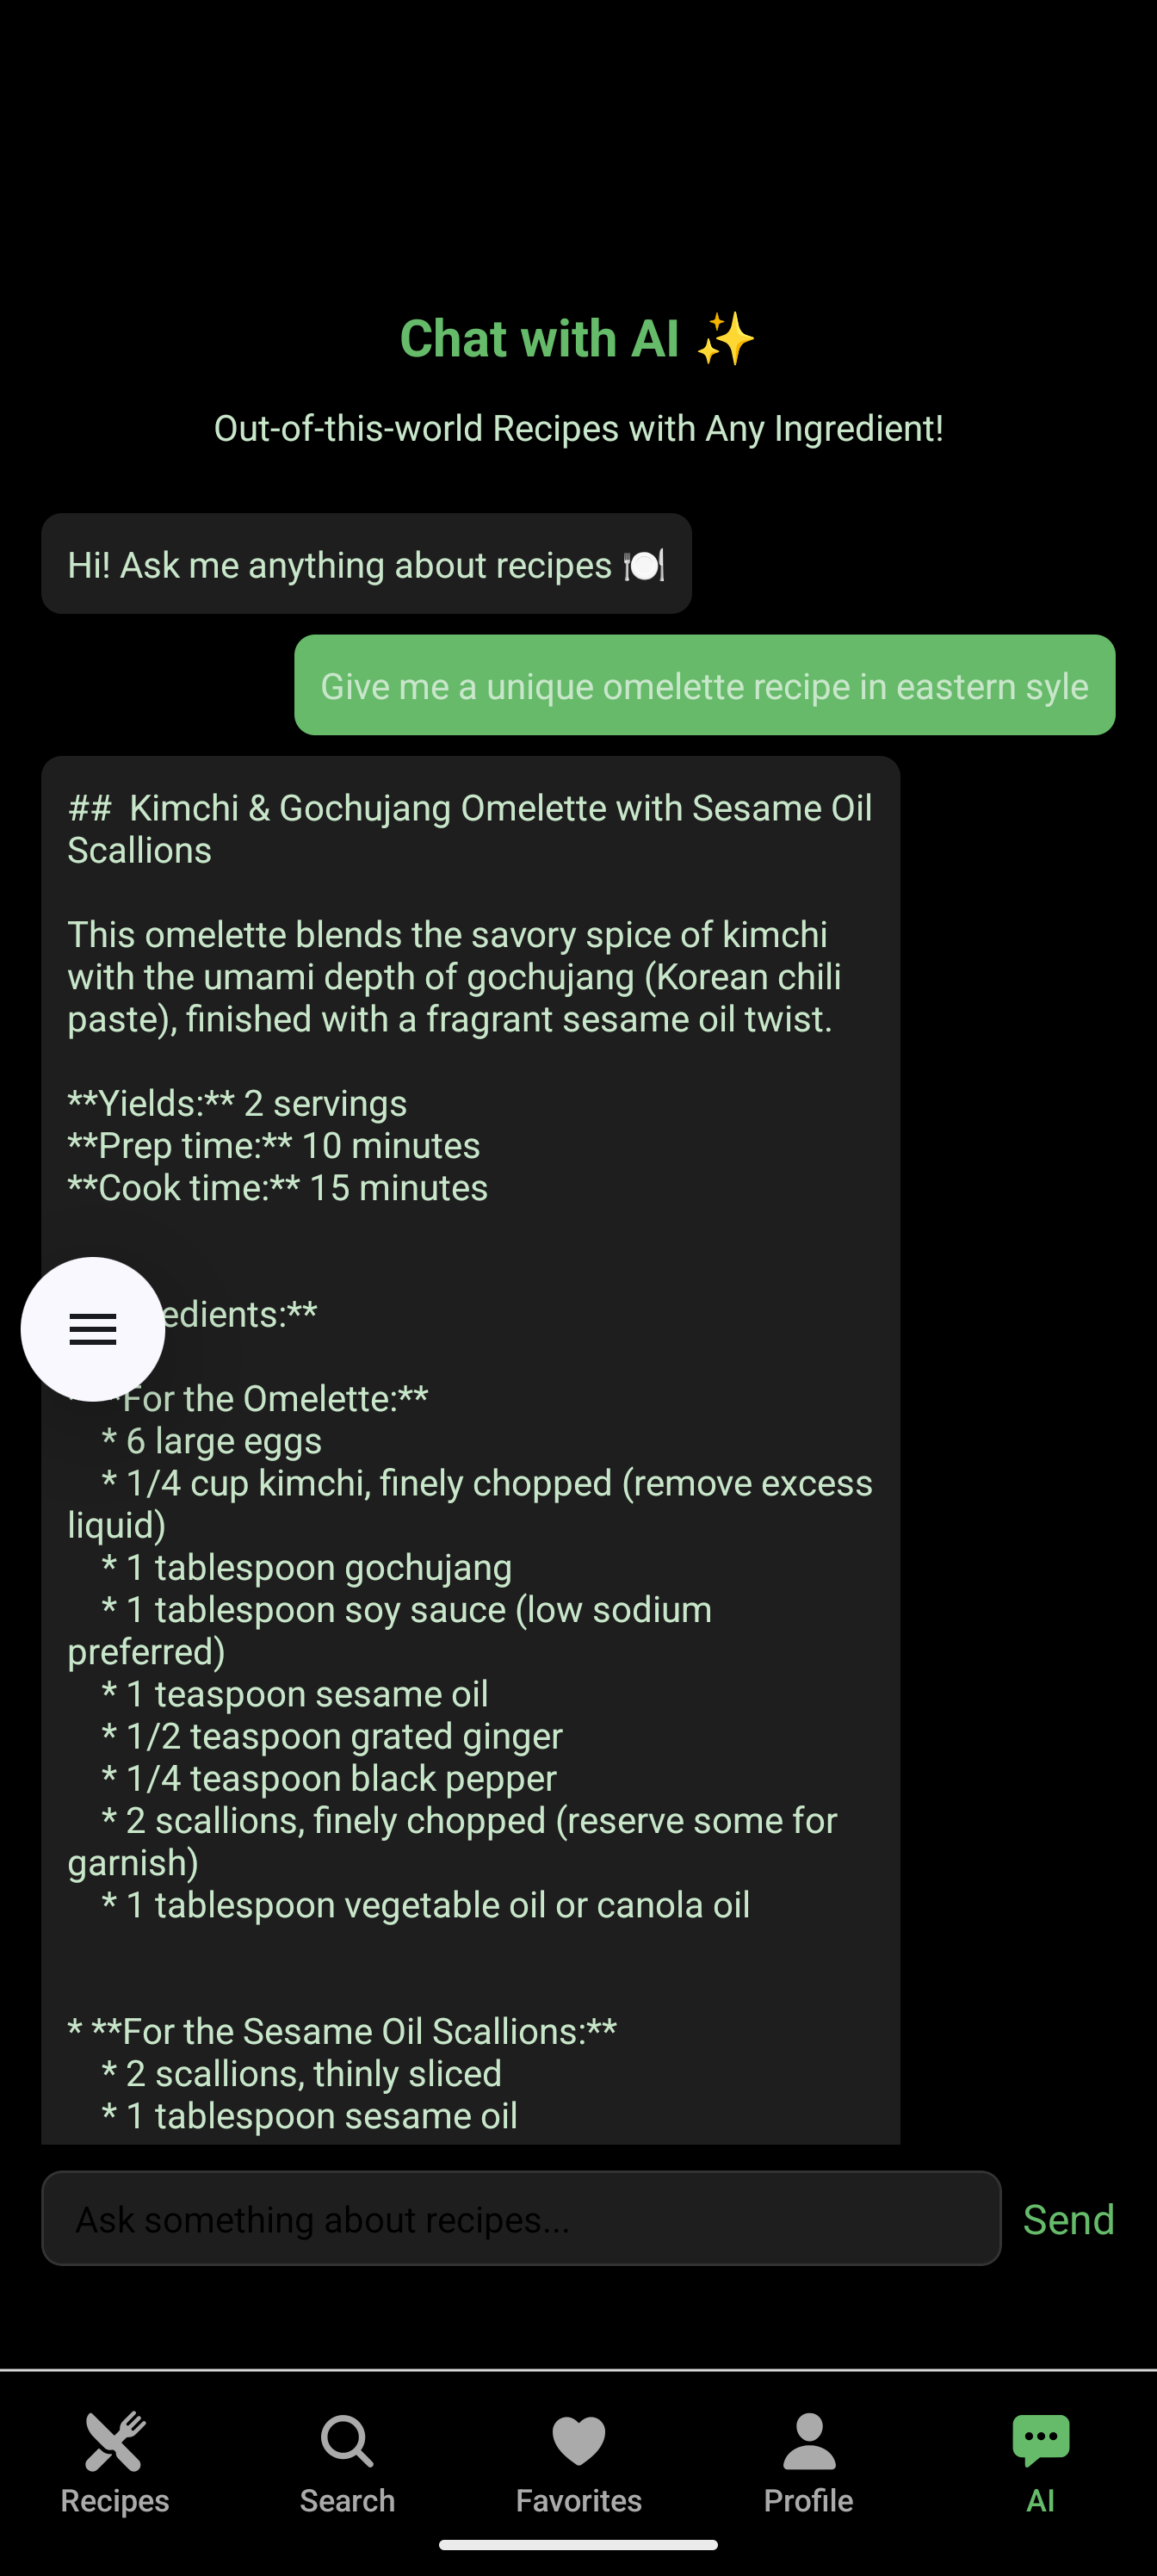 Chat with AI ✨
Out-of-this-world Recipes with Any Ingredient!
Hi! Ask me anything about recipes 🍽️
Give me a unique omelette recipe in eastern syle
## Kimchi & Gochujang Omelette with Sesame Oil
Scallions
This omelette blends the savory spice of kimchi
with the umami depth of gochujang (Korean chili
paste), finished with a fragrant sesame oil twist.
**Yields:** 2 servings
**Prep time:** 10 minutes
**Cook time:** 15 minutes
edients:**
*For the Omelette:**
* 6 large eggs
* 1/4 cup kimchi, finely chopped (remove excess
liquid)
* 1 tablespoon gochujang
* 1 tablespoon soy sauce (low sodium
preferred)
* 1 teaspoon sesame oil
* 1/2 teaspoon grated ginger
* 1/4 teaspoon black pepper
* 2 scallions, finely chopped (reserve some for
garnish)
* 1 tablespoon vegetable oil or canola oil
* **For the Sesame Oil Scallions:**
* 2 scallions, thinly sliced
* 1 tablespoon sesame oil
Ask something about recipes...
Send
Recipes
Search
Favorites
Profile
AI